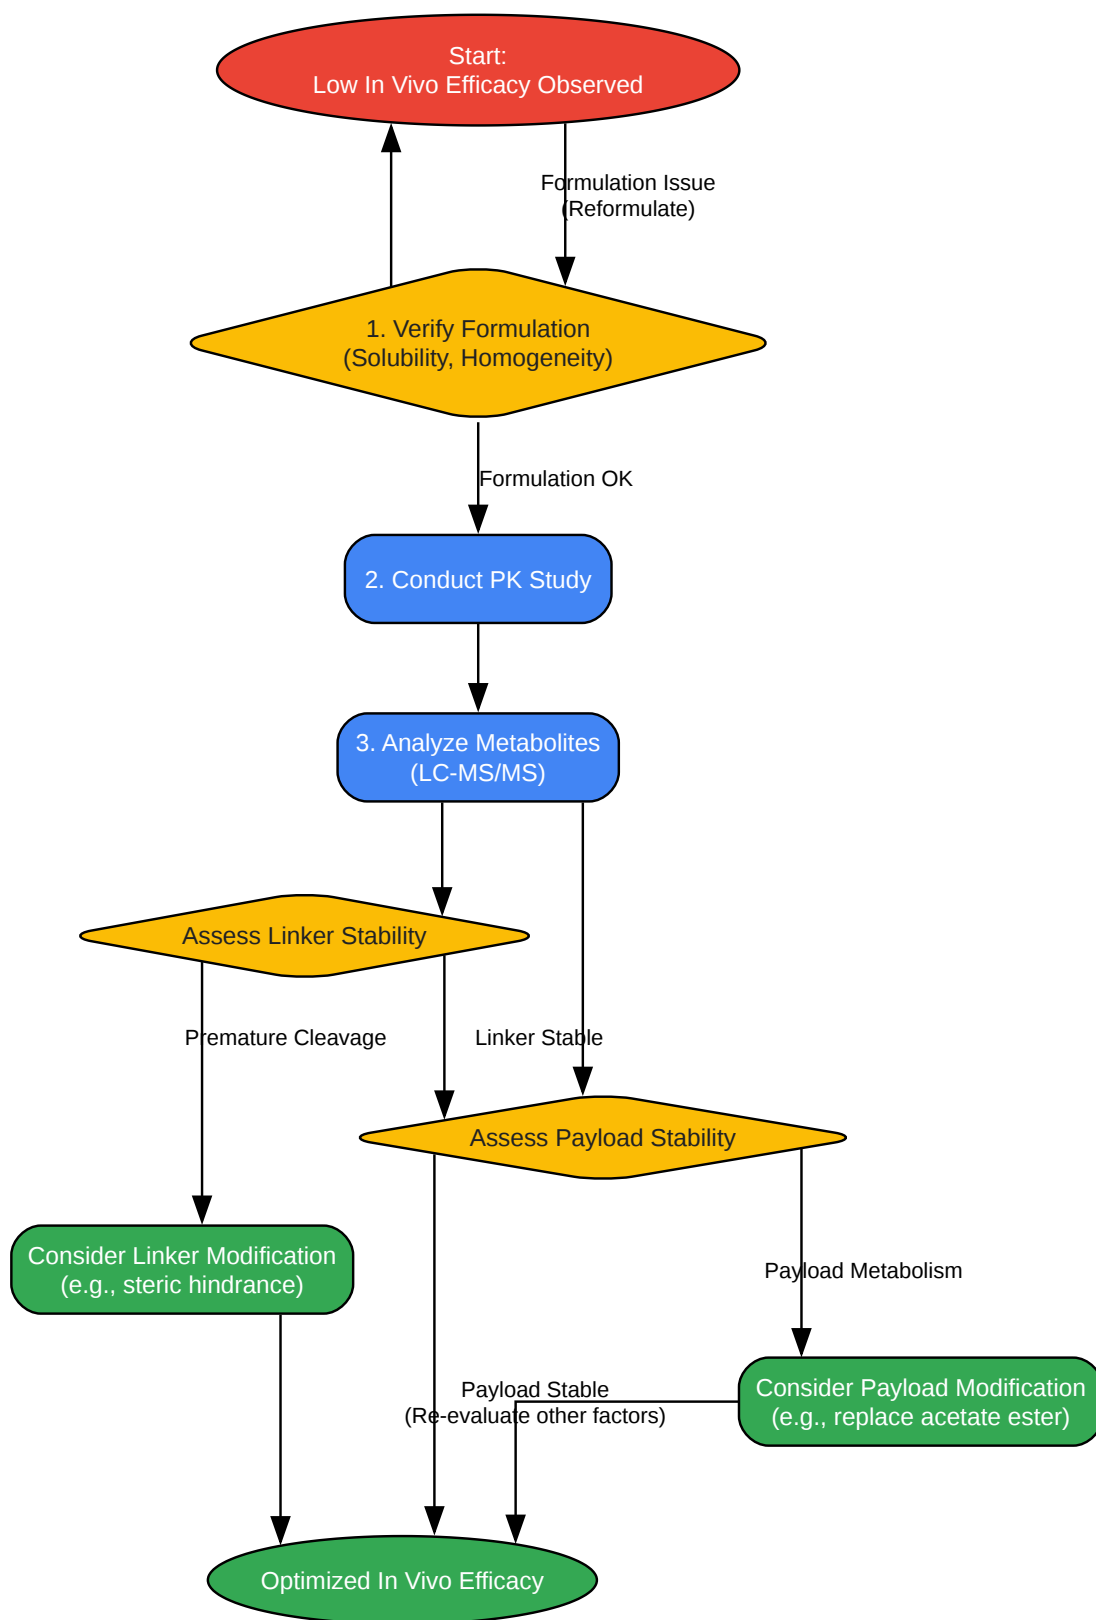 Start:
Low In Vivo Efficacy Observed
Formulation Issue
(Reformulate)
1. Verify Formulation
(Solubility, Homogeneity)
Formulation OK
2. Conduct PK Study
3. Analyze Metabolites
(LC-MS/MS)
Assess Linker Stability
Premature Cleavage
Linker Stable
Assess Payload Stability
Consider Linker Modification
(e.g., steric hindrance)
Payload Metabolism
Payload Stable
(Re-evaluate other factors)
Consider Payload Modification
(e.g., replace acetate ester)
Optimized In Vivo Efficacy